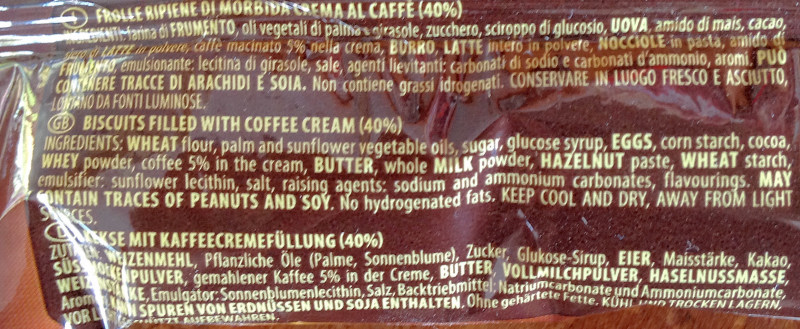 FROLLE RIPIENE DI MORBIDA CREMA AL CAFFÈ (40%)
INGREDIENTI: farina di FRUMENTO, oli vegetali di palma e girasole, zucchero, sciroppo di glucosio, UOVA, amido di mais, cacao,
siero di LATTE in polvere, caffè macinato 5% nella crema, BURRO, LATTE intero in polvere, NOCCIOLE in pasta, amido di
FRUMENTO, emulsionante: lecitina di girasole, sale, agenti lievitanti: carbonati di sodio e carbonati d'ammonio, aromi. PUÒ
CONTENERE TRACCE DI ARACHIDI E SOIA. Non contiene grassi idrogenati. CONSERVARE IN LUOGO FRESCO E ASCIUTTO,
LONTANO DA FONTI LUMINOSE.
GB BISCUITS FILLED WITH COFFEE CREAM (40%)
INGREDIENTS: WHEAT flour, palm and sunflower vegetable oils, sugar, glucose syrup, EGGS, corn starch, cocoa,
WHEY powder, coffee 5% in the cream, BUTTER, whole MILK powder, HAZELNUT paste, WHEAT starch,
emulsifier: sunflower lecithin, salt, raising agents: sodium and ammonium carbonates, flavourings. MAY
CONTAIN TRACES OF PEANUTS AND SOY. No hydrogenated fats. KEEP COOL AND DRY, AWAY FROM LIGHT
SOURCES.
D KEKSE MIT KAFFEECREMEFÜLLUNG (40%)
WEIZENMEHL, Pflanzliche Öle (Palme, Sonnenblume), Zucker, Glukose-Sirup, EIER, Maisstärke, Kakao,
gemahlener Kaffee 5% in der Creme, BUTTER, VOLLMILCHPULVER, HASELNUSSMASSE,
WEIZENSTÄRKE, Emulgator: Sonnenblumenlecithin, Salz, Backtriebmittel: Natriumcarbonate und Ammoniumcarbonate,
KANN SPUREN VON ERDNÜSSEN UND SOJA ENTHALTEN. Ohne gehärtete Fette. KÜHL UND TROCKEN LAGERN,
VOR AUFBEWAHREN.